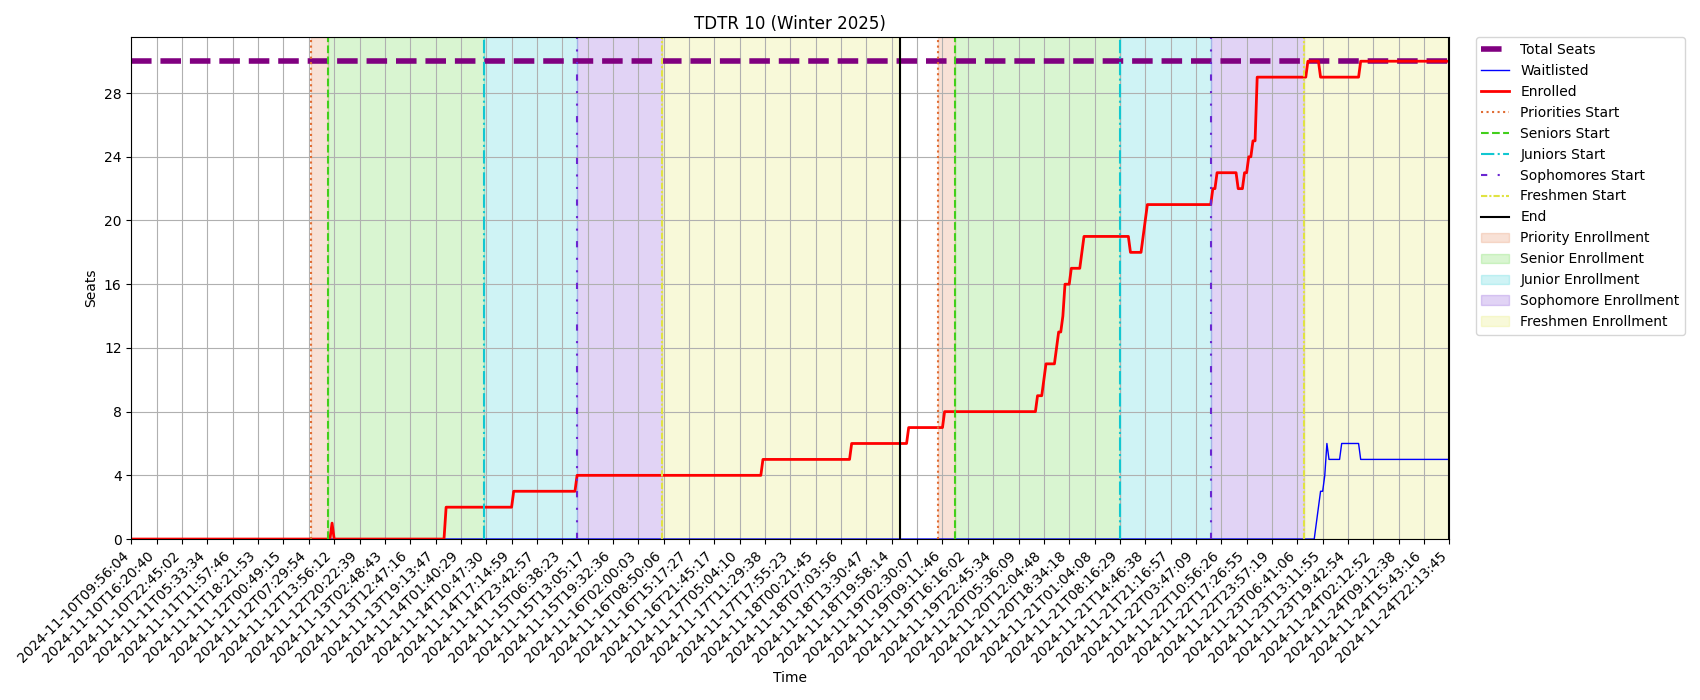 TDTR 10 (Winter 2025)
Seats
28
24
20
16
12
8
4
0
2024-11-10T09:56:04
2024-11-10T16:20:40
2024-11-10T22:45:02
2024-11-11T05:33:34
2024-11-11T11:57:46
2024-11-11T18:21:53
2024-11-12T00:49:15
2024-11-12T07:29:54
2024-11-12T13:56:12
2024-11-12T20:22:39
2024-11-13T02:48:43
2024-11-13T12:47:16
2024-11-13T19:13:47
2024-11-14T01:40:29
2024-11-14T10:47:30
2024-11-14T17:14:59
2024-11-14T23:42:57
2024-11-15T06:38:23
2024-11-15T13:05:17
2024-11-15T19:32:36
2024-11-16T02:00:03
2024-11-16T08:50:06
2024-11-16T15:17:27
2024-11-16T21:45:17
2024-11-17T05:04:10
2024-11-17T11:29:38
2024-11-17T17:55:23
2024-11-18T00:21:45
2024-11-18T07:03:56
2024-11-18T13:30:47
2024-11-18T19:58:14
2024-11-19T02:30:07
2024-11-19T09:11:46
2024-11-19T16:16:02
2024-11-19T22:45:34
2024-11-20T05:36:09
2024-11-20T12:04:48
2024-11-20T18:34:18
2024-11-21T01:04:08
2024-11-21T08:16:29
2024-11-21T14:46:38
2024-11-21T21:16:57
2024-11-22T03:47:09
2024-11-22T10:56:26
2024-11-22T17:26:55
2024-11-22T23:57:19
2024-11-23T06:41:06
2024-11-23T13:11:55
2024-11-23T19:42:54
2024-11-24T02:12:52
2024-11-24T09:12:38
2024-11-24T15:43:16
2024-11-24T22:13:45
Time
Total Seats
Waitlisted
Enrolled
Priorities Start
Seniors Start
Juniors Start
Sophomores Start
Freshmen Start
End
Priority Enrollment
Senior Enrollment
Junior Enrollment
Sophomore Enrollment
Freshmen Enrollment